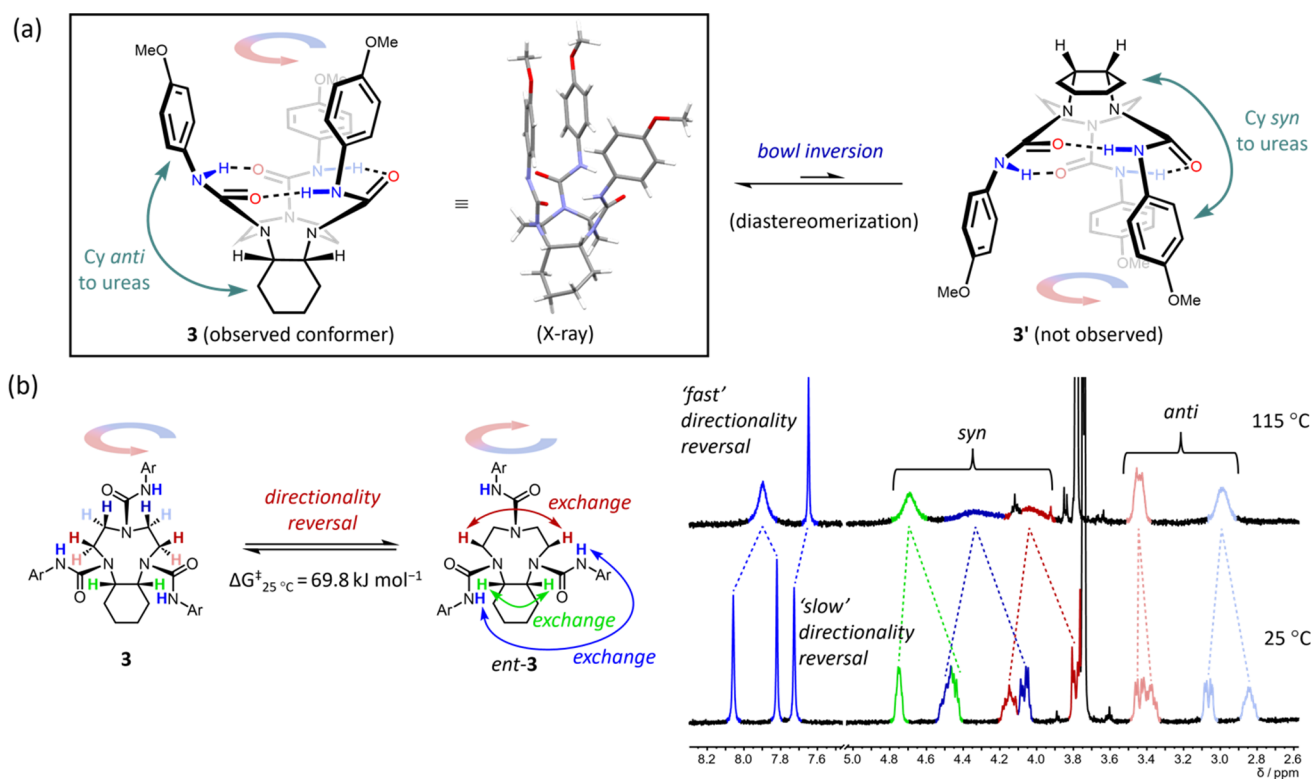 (a)
MeO
OMe
OMe
H
N
O
N
H
O
H
N
N
O
N
N
H
H
Cy anti
to ureas
3 (observed conformer)
≡
(X-ray)
bowl inversion
(diastereomerization)
H
H
N
N
N
O
H
N
N
H
O
N
H
O
Cy syn
to ureas
MeO
OMe
OMe
3' (not observed)
(b)
Ar
O
NH
H
H
H
N
H
H
H
H
H
H
Ar
N
N
N
O
O
H
H
HN
Ar
3
directionality
reversal
ΔG‡25 °C = 69.8 kJ mol−1
Ar
HN
O
exchange
H
N
H
H
O
N
N
N
Ar
H
H
O
Ar
NH
exchange
exchange
ent-3
'fast'
directionality
reversal
syn
anti
115 °C
'slow'
directionality
reversal
25 °C
8.2 8.0 7.8 7.6 5.0 4.8 4.6 4.4 4.2 4.0 3.8 3.6 3.4 3.2 3.0 2.8 2.6
δ / ppm